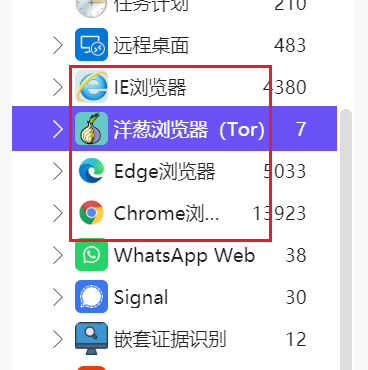 任务计划 210
远程桌面 483
IE浏览器 4380
洋葱浏览器（Tor） 7
Edge浏览器 5033
Chrome浏... 13923
WhatsApp Web 38
Signal 30
嵌套证据识别 12